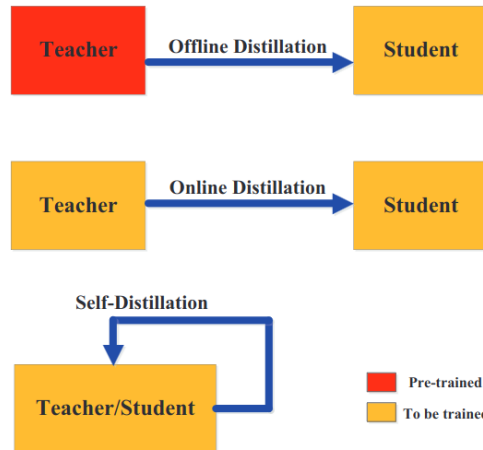 Teacher
Offline Distillation
Student
Teacher
Online Distillation
Student
Self-Distillation
Teacher/Student
Pre-trained
To be trained